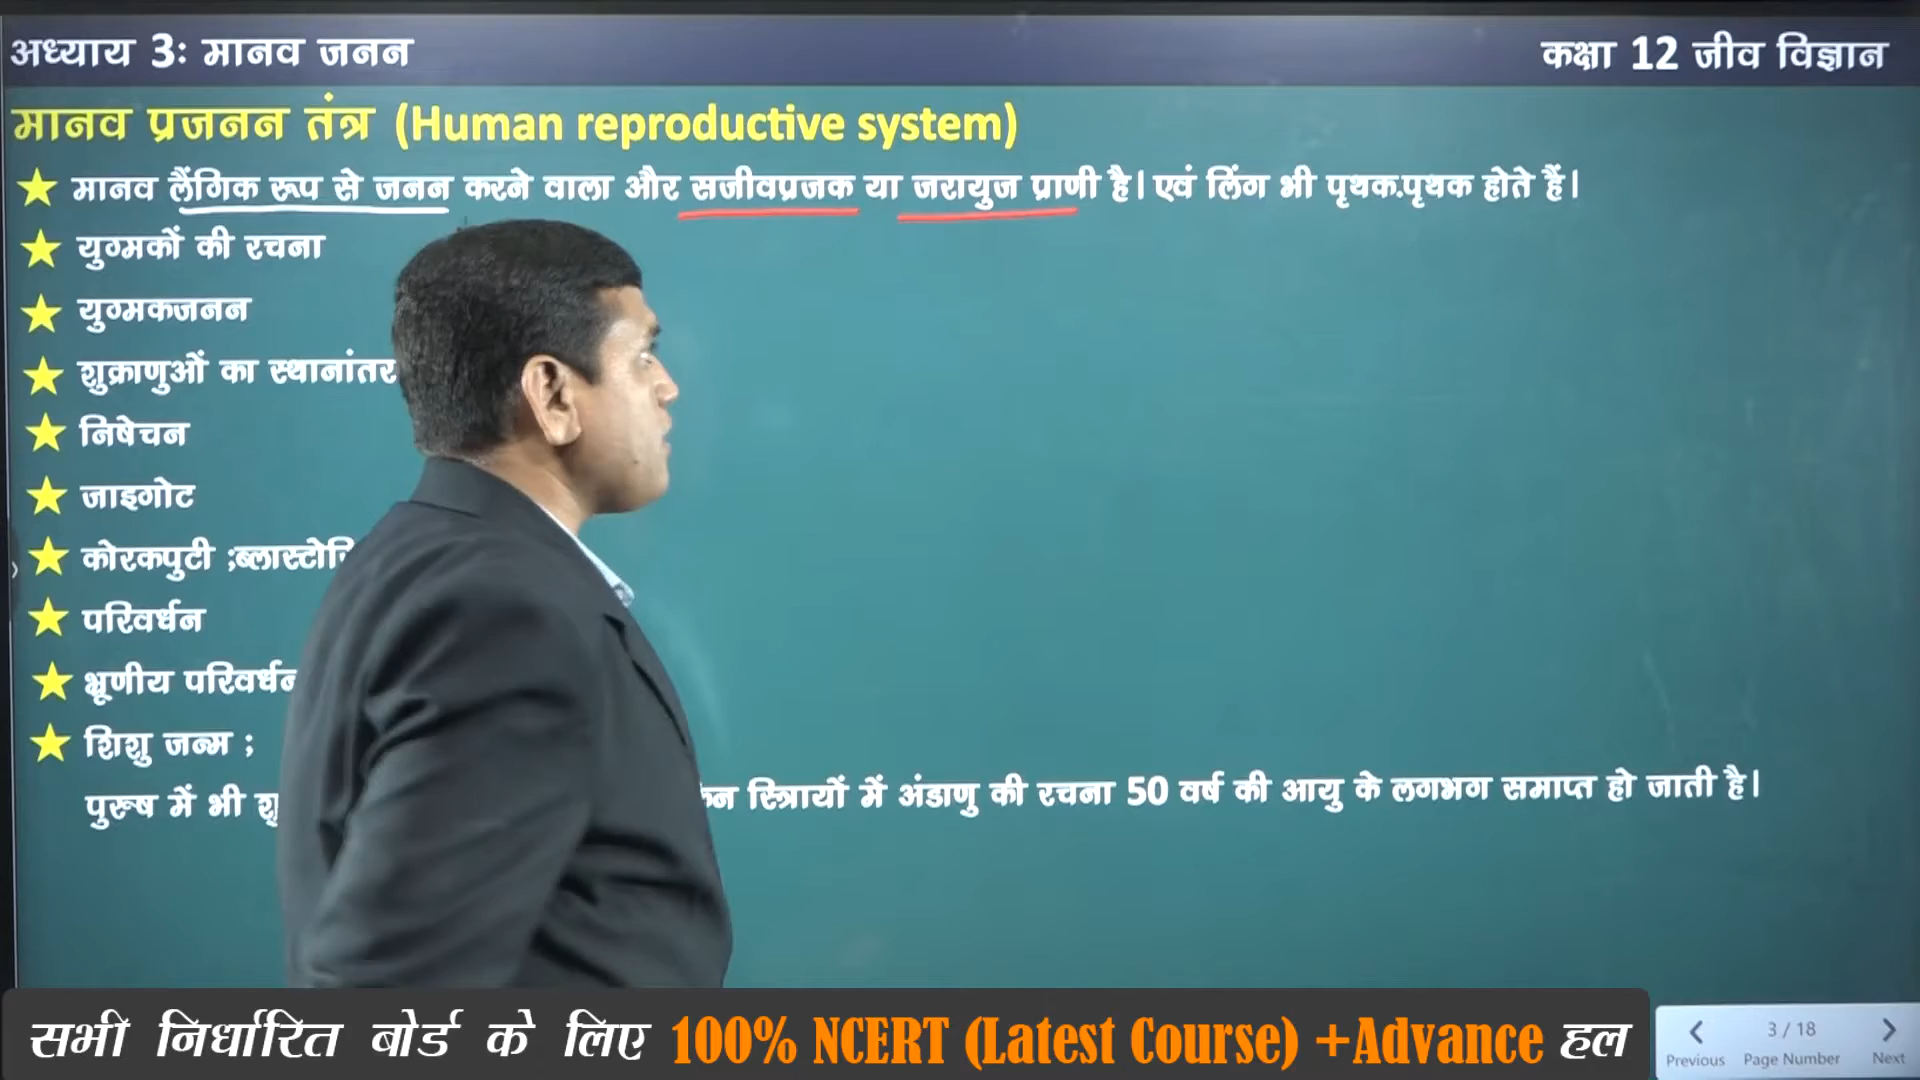 अध्याय 3: मानव जनन
कक्षा 12 जीव विज्ञान
मानव प्रजनन तंत्र (Human reproductive system)
मानव लैंगिक रूप से जनन करने वाला और सजीवप्रजक या जरायुज प्राणी है। एवं लिंग भी पृथक.पृथक होते हैं।
युग्मकों की रचना
युग्मकजनन
शुक्राणुओं का स्थानांतर
निषेचन
जाइगोट
कोरकपुटी ;ब्लास्टो
परिवर्धन
भ्रूणीय परिवर्धन
शिशु जन्म ;
पुरूष में भी स्त्रियों में अंडाणु की रचना 50 वर्ष की आयु के लगभग समाप्त हो जाती है।
सभी निर्धारित बोर्ड के लिए 100% NCERT (Latest Course) +Advance हल
3 / 18
Previous Page Number Next